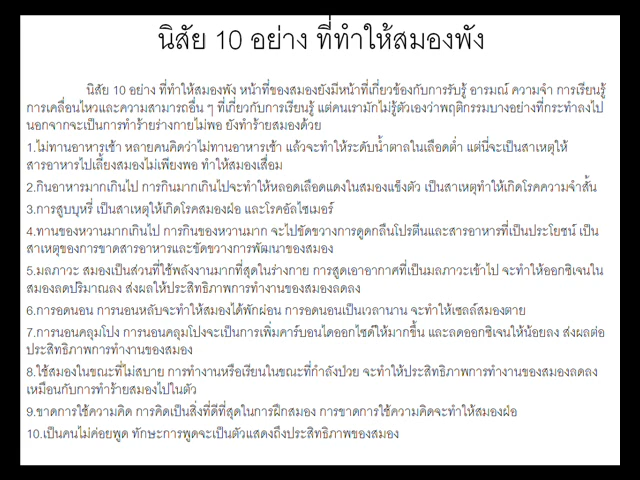 นิสัย 10 อย่าง ที่ทำให้สมองพัง
นิสัย 10 อย่าง ที่ทำให้สมองพัง หน้าที่ของสมองยังมีหน้าที่เกี่ยวข้องกับการรับรู้ อารมณ์ ความจำ การเรียนรู้
การเคลื่อนไหวและความสามารถอื่น ๆ ที่เกี่ยวกับการเรียนรู้ แต่คนเรามักไม่รู้ตัวเองว่าพฤติกรรมบางอย่างที่กระทำลงไป
นอกจากจะเป็นการทำร้ายร่างกายไม่พอ ยังทำร้ายสมองด้วย
1.ไม่ทานอาหารเช้า หลายคนคิดว่าไม่ทานอาหารเช้า แล้วจะทำให้ระดับน้ำตาลในเลือดต่ำ แต่นี่จะเป็นสาเหตุให้
สารอาหารไปเลี้ยงสมองไม่เพียงพอ ทำให้สมองเสื่อม
2.กินอาหารมากเกินไป การกินมากเกินไปจะทำให้หลอดเลือดแดงในสมองแข็งตัว เป็นสาเหตุทำให้เกิดโรคความจำสั้น
3.การสูบบุหรี่ เป็นสาเหตุให้เกิดโรคสมองฝ่อ และโรคอัลไซเมอร์
4.ทานของหวานมากเกินไป การกินของหวานมาก จะไปขัดขวางการดูดกลืนโปรตีนและสารอาหารที่เป็นประโยชน์ เป็น
สาเหตุของการขาดสารอาหารและขัดขวางการพัฒนาของสมอง
5.มลภาวะ สมองเป็นส่วนที่ใช้พลังงานมากที่สุดในร่างกาย การสูดเอาอากาศที่เป็นมลภาวะเข้าไป จะทำให้ออกซิเจนใน
สมองลดปริมาณลง ส่งผลให้ประสิทธิภาพการทำงานของสมองลดลง
6.การอดนอน การนอนหลับจะทำให้สมองได้พักผ่อน การอดนอนเป็นเวลานาน จะทำให้เซลล์สมองตาย
7.การนอนคลุมโปง การนอนคลุมโปงจะเป็นการเพิ่มคาร์บอนไดออกไซด์ให้มากขึ้น และลดออกซิเจนให้น้อยลง ส่งผลต่อ
ประสิทธิภาพการทำงานของสมอง
8.ใช้สมองในขณะที่ไม่สบาย การทำงานหรือเรียนในขณะที่กำลังป่วย จะทำให้ประสิทธิภาพการทำงานของสมองลดลง
เหมือนกับการทำร้ายสมองไปในตัว
9.ขาดการใช้ความคิด การคิดเป็นสิ่งที่ดีที่สุดในการฝึกสมอง การขาดการใช้ความคิดจะทำให้สมองฝ่อ
10.เป็นคนไม่ค่อยพูด ทักษะการพูดจะเป็นตัวแสดงถึงประสิทธิภาพของสมอง